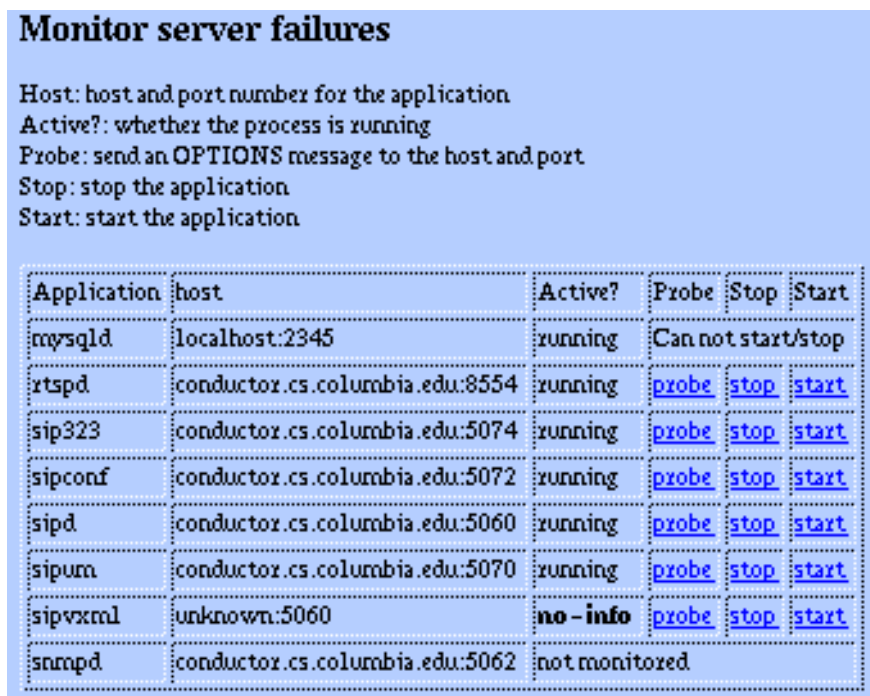 Monitor server failures
Host: host and port number for the application
Active?: whether the process is running
Probe: send an OPTIONS message to the host and port
Stop: stop the application
Start: start the application
Application host Active? Probe Stop Start
mysqld localhost:2345 running Can not start/stop
rtspd conductor.cs.columbia.edu:8554 running probe stop start
sip323 conductor.cs.columbia.edu:5074 running probe stop start
sipconf conductor.cs.columbia.edu:5072 running probe stop start
sipd conductor.cs.columbia.edu:5060 running probe stop start
sipum conductor.cs.columbia.edu:5070 running probe stop start
sipvxml unknown:5060 no-info probe stop start
snmpd conductor.cs.columbia.edu:5062 not monitored